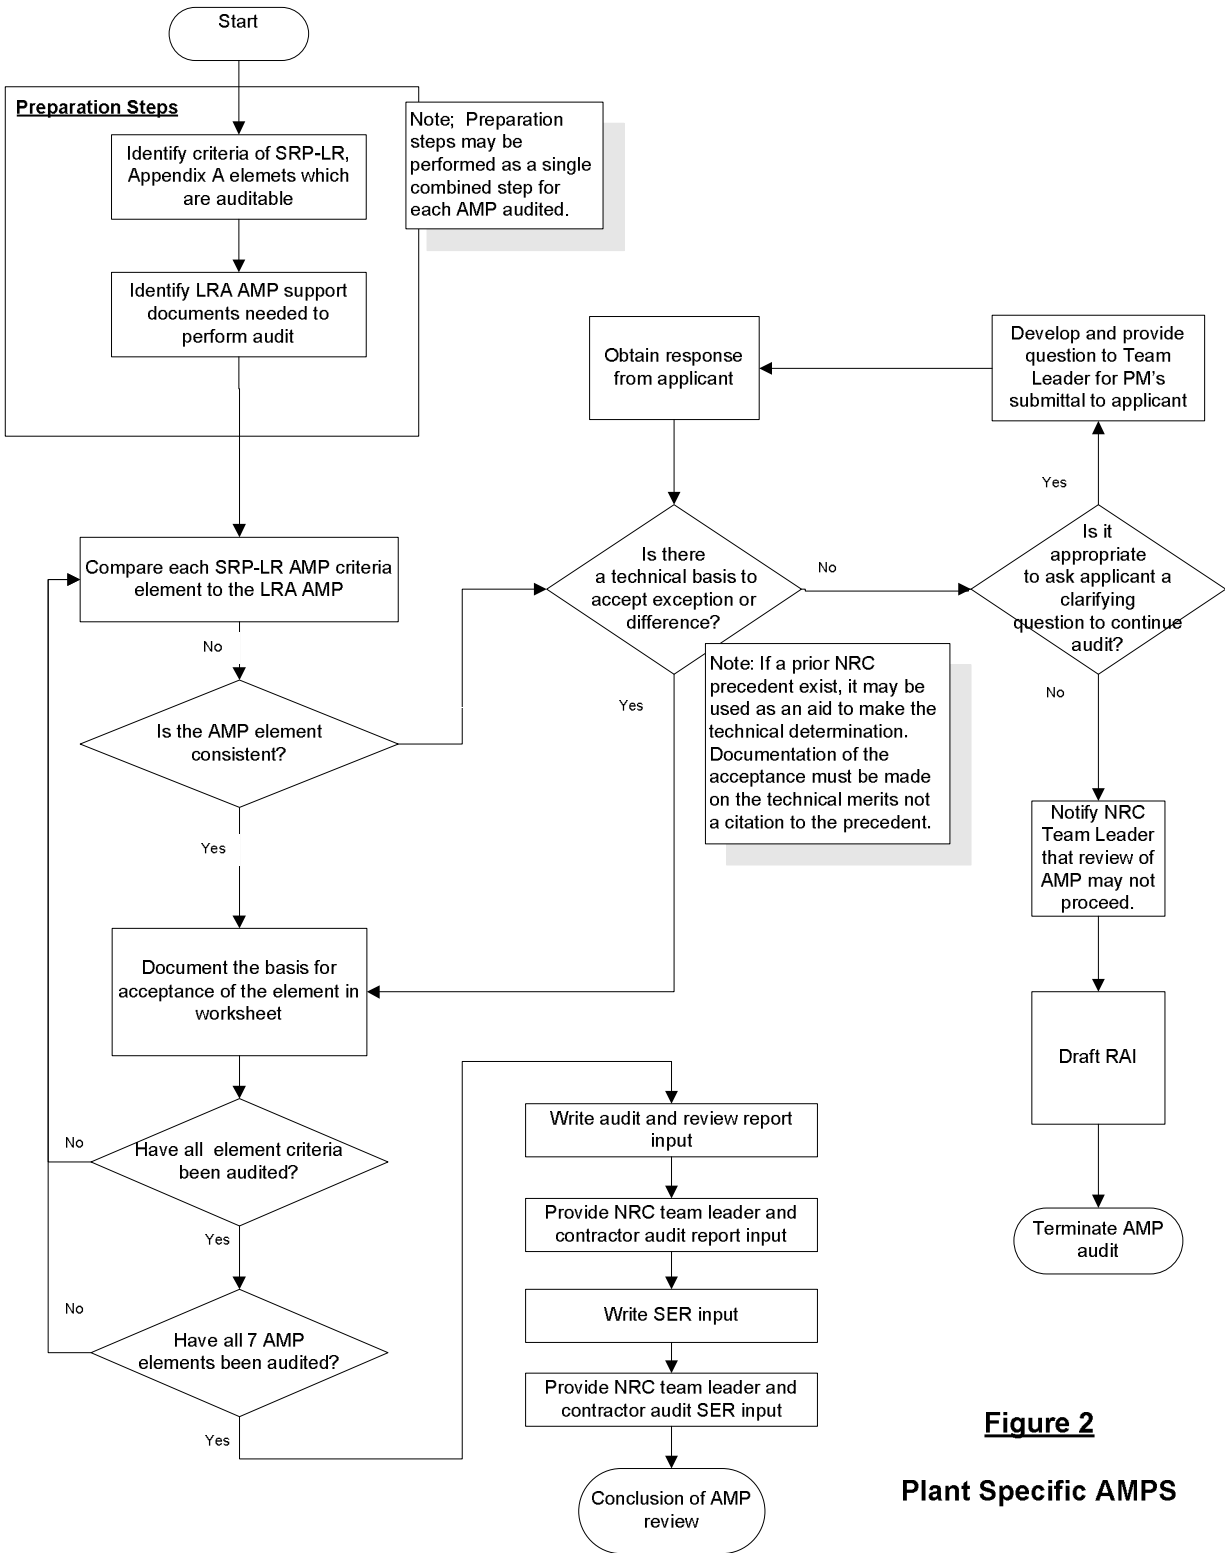 Start
Preparation Steps
Identify criteria of SRP-LR,
Appendix A elemets which
are auditable
Note;  Preparation
steps may be
performed as a single
combined step for
each AMP audited.
Identify LRA AMP support
documents needed to
perform audit
Obtain response
from applicant
Develop and provide
question to Team
Leader for PM's
submittal to applicant
Yes
Compare each SRP-LR AMP criteria
element to the LRA AMP
Is there
a technical basis to
accept exception or
difference?
No
Is it
appropriate
to ask applicant a
clarifying
question to continue
audit?
No
Is the AMP element
consistent?
Yes
Note: If a prior NRC
precedent exist, it may be
used as an aid to make the
technical determination.
Documentation of the
acceptance must be made
on the technical merits not
a citation to the precedent.
No
Yes
Notify NRC
Team Leader
that review of
AMP may not
proceed.
Document the basis for
acceptance of the element in
worksheet
Draft RAI
No
Have all  element criteria
been audited?
Yes
Write audit and review report
input
Provide NRC team leader and
contractor audit report input
Terminate AMP
audit
No
Have all 7 AMP
elements been audited?
Yes
Write SER input
Provide NRC team leader and
contractor audit SER input
Conclusion of AMP
review
Figure 2
Plant Specific AMPS